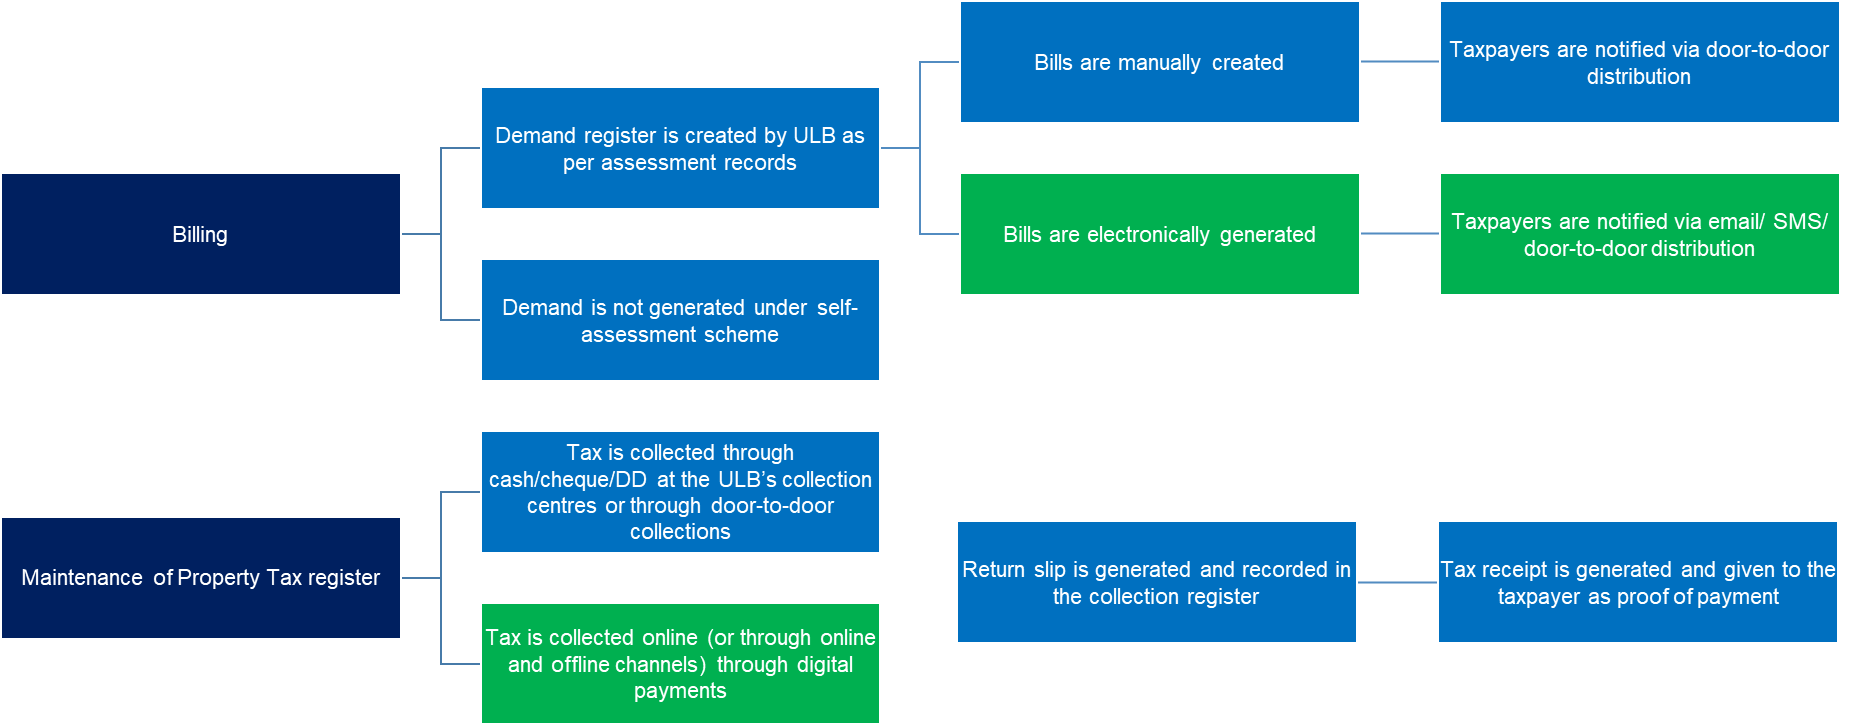 Billing
Demand register is created by ULB as
per assessment records
Demand is not generated under self-
assessment scheme
Bills are manually created
Taxpayers are notified via door-to-door
distribution
Bills are electronically generated
Taxpayers are notified via email/ SMS/
door-to-door distribution
Maintenance of Property Tax register
Tax is collected through
cash/cheque/DD at the ULB’s collection
centres or through door-to-door
collections
Tax is collected online (or through online
and offline channels) through digital
payments
Return slip is generated and recorded in
the collection register
Tax receipt is generated and given to the
taxpayer as proof of payment